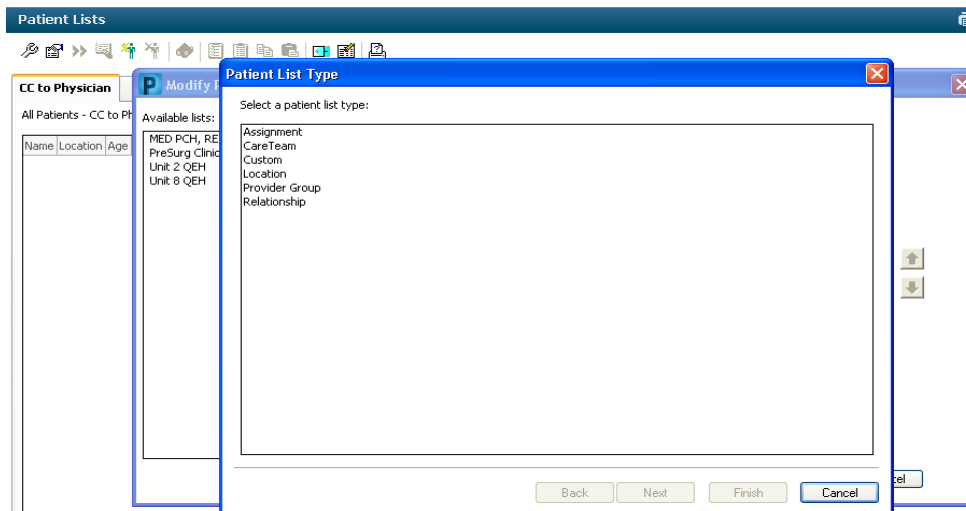 Patient Lists
CC to Physician
All Patients - CC to Ph
Name Location Age
P Modify
Available lists:
MED PCH, RE
PreSurg Clinic
Unit 2 QEH
Unit 8 QEH
Patient List Type
Select a patient list type:
Assignment
CareTeam
Custom
Location
Provider Group
Relationship
Back Next Finish Cancel
cel